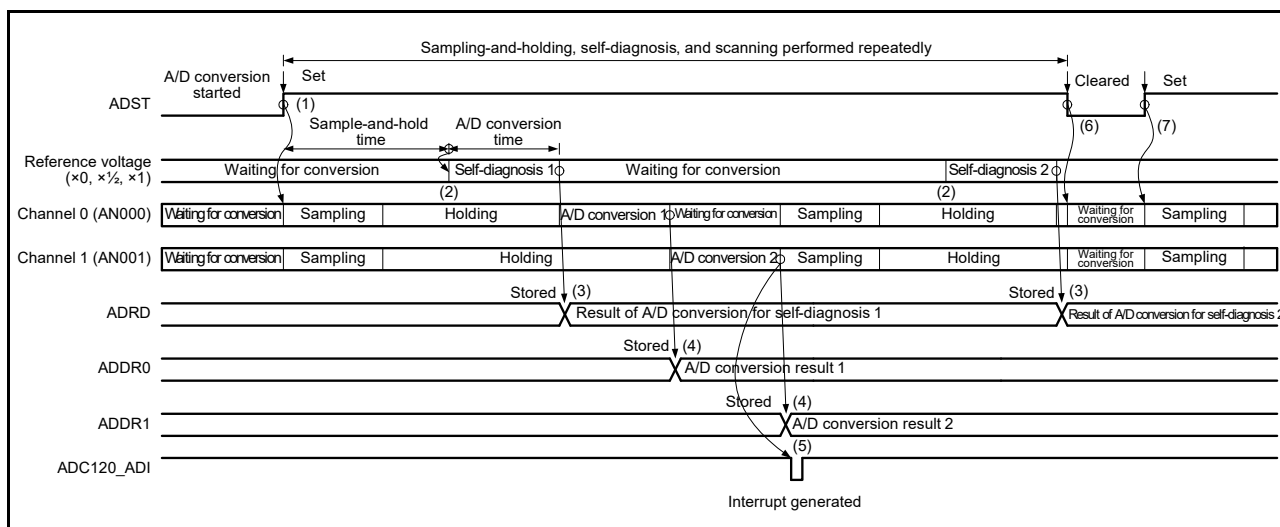 Sampling-and-holding, self-diagnosis, and scanning performed repeatedly
A/D conversion started
Set
Cleared
Set
ADST
(1)
(6)
(7)
Sample-and-hold time
A/D conversion time
Reference voltage (×0, ×½, ×1)
Waiting for conversion
Self-diagnosis 1
Waiting for conversion
Self-diagnosis 2
(2)
(2)
Channel 0 (AN000)
Waiting for conversion
Sampling
Holding
A/D conversion 1
Waiting for conversion
Sampling
Holding
Waiting for conversion
Sampling
Channel 1 (AN001)
Waiting for conversion
Sampling
Holding
A/D conversion 2
Sampling
Holding
Waiting for conversion
Sampling
ADRD
Stored
(3)
Result of A/D conversion for self-diagnosis 1
Stored
(3)
Result of A/D conversion for self-diagnosis 2
ADDR0
Stored
(4)
A/D conversion result 1
ADDR1
Stored
(4)
A/D conversion result 2
ADC120_ADI
(5)
Interrupt generated